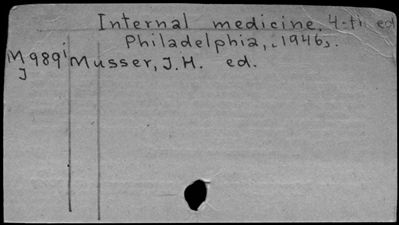 Internal medicine. 4-th ed
Philadelphia, [1946].
M989i Musser, J.H. ed.
J